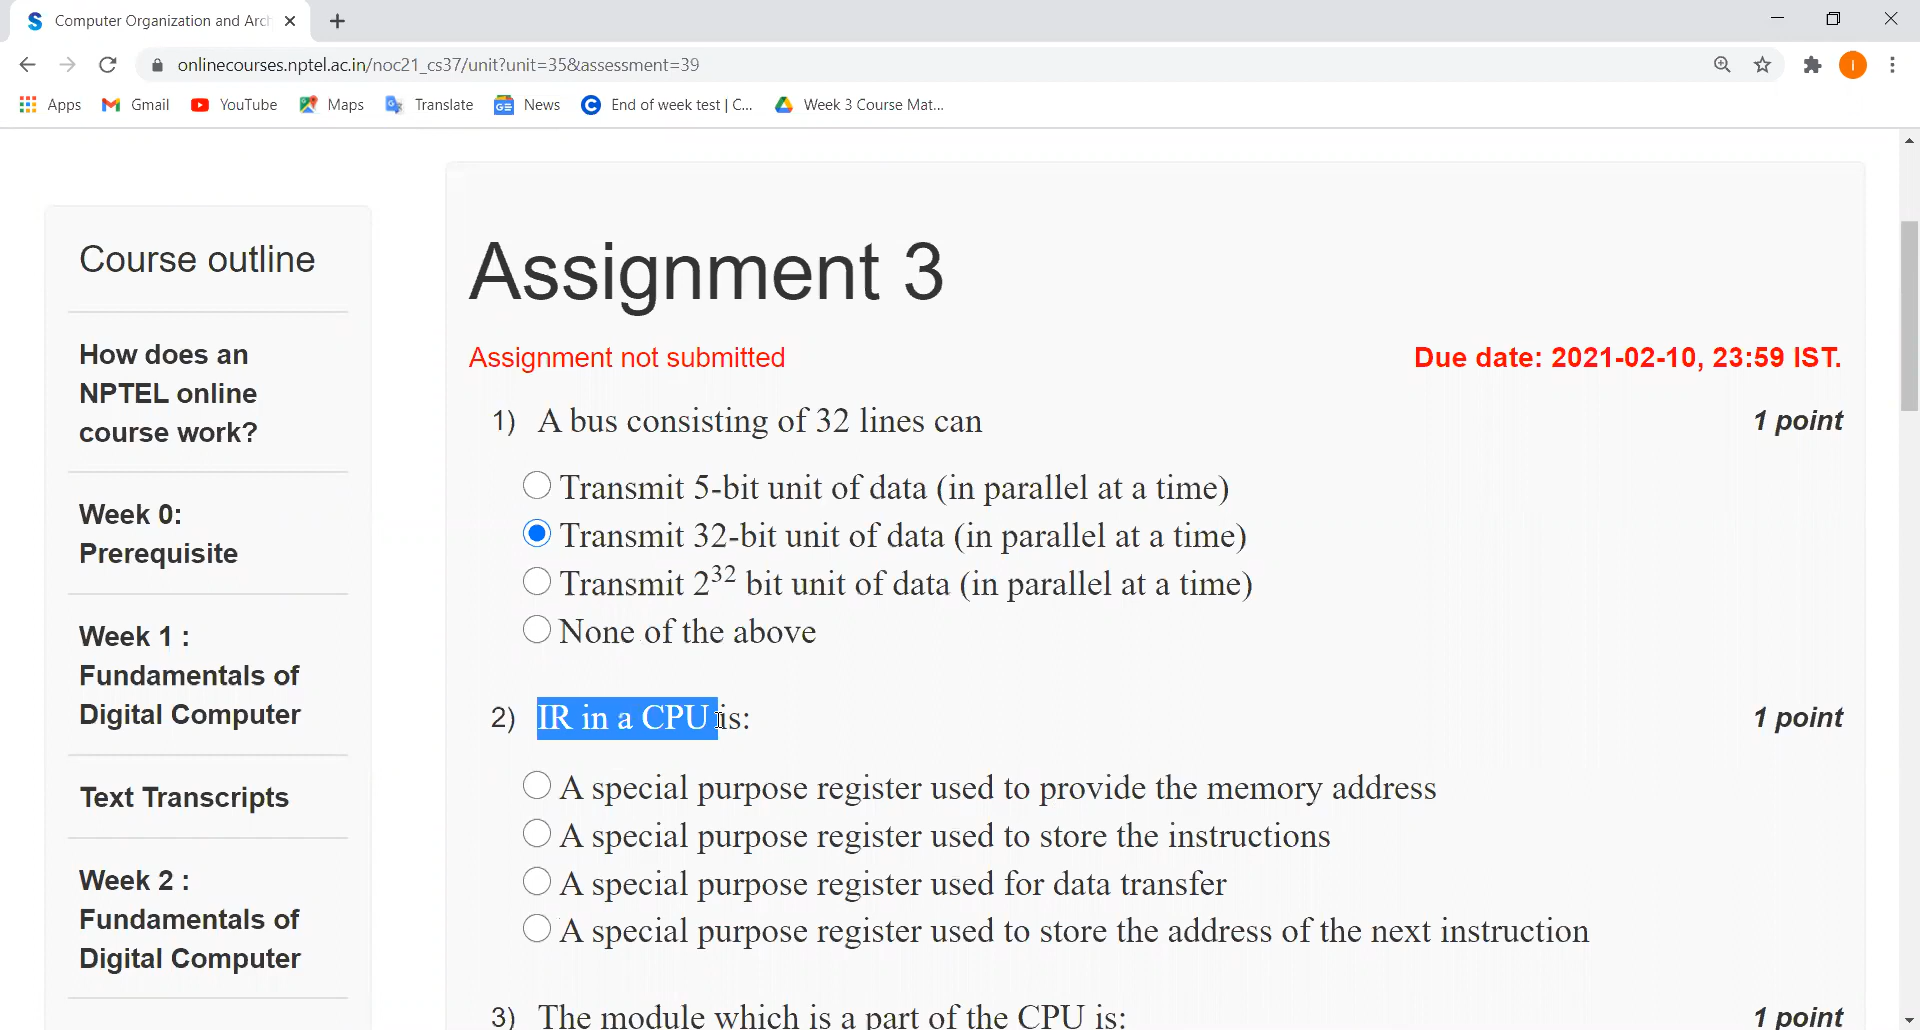 Computer Organization and Arch
onlinecourses.nptel.ac.in/noc21_cs37/unit?unit=35&assessment=39
i
Apps
Gmail
YouTube
Maps
Translate
News
End of week test | C...
Week 3 Course Mat...
Course outline
How does an
NPTEL online
course work?
Week 0:
Prerequisite
Week 1 :
Fundamentals of
Digital Computer
Text Transcripts
Week 2 :
Fundamentals of
Digital Computer
Assignment 3
Assignment not submitted
Due date: 2021-02-10, 23:59 IST.
1) A bus consisting of 32 lines can
1 point
Transmit 5-bit unit of data (in parallel at a time)
Transmit 32-bit unit of data (in parallel at a time)
Transmit 2³² bit unit of data (in parallel at a time)
None of the above
2) IR in a CPU is:
1 point
A special purpose register used to provide the memory address
A special purpose register used to store the instructions
A special purpose register used for data transfer
A special purpose register used to store the address of the next instruction
3) The module which is a part of the CPU is:
1 point